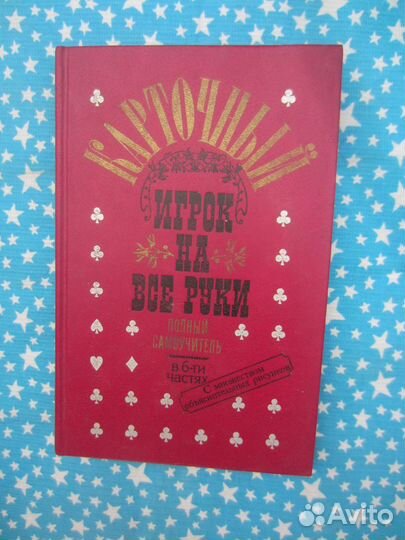 КАРТОЧНЫЙ
ИГРОК
НА
ВСЕ РУКИ
ПОЛНЫЙ
САМОУЧИТЕЛЬ
в 6-ти
частях
С множеством
объяснительных рисунков
Avito